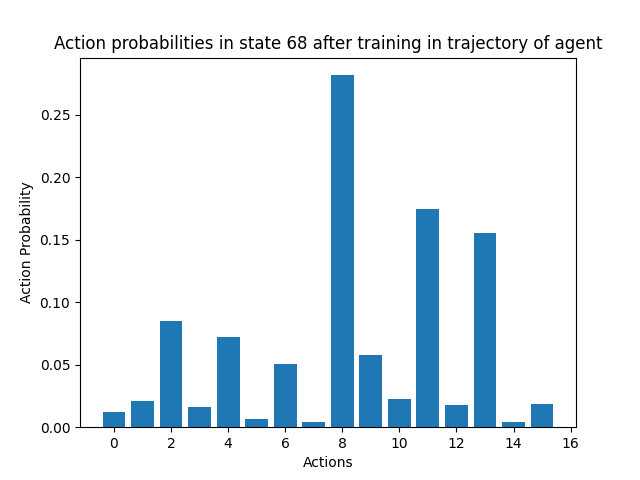 Action probabilities in state 68 after training in trajectory of agent
Action Probability
0.25
0.20
0.15
0.10
0.05
0.00
0 2 4 6 8 10 12 14 16
Actions